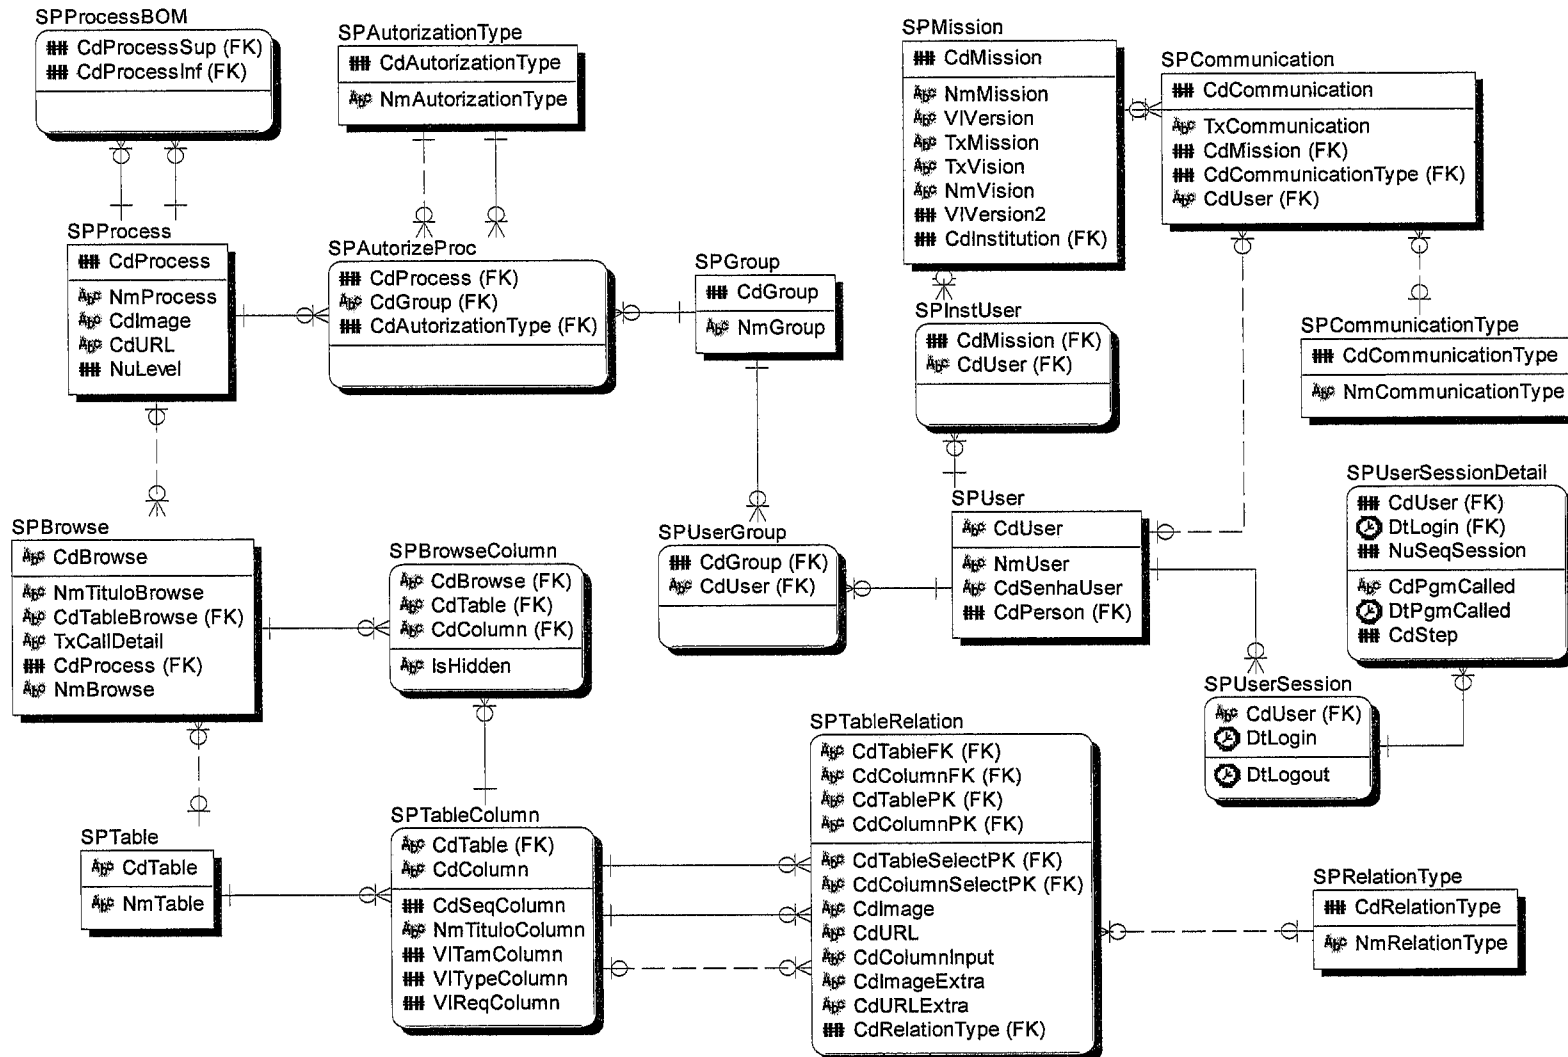 SPProcessBOM
CdProcessSup (FK)
CdProcessInf (FK)
SPAutorizationType
CdAutorizationType
NmAutorizationType
SPMission
CdMission
NmMission
VlVersion
TxMission
TxVision
NmVision
VlVersion2
CdInstitution (FK)
SPCommunication
CdCommunication
TxCommunication
CdMission (FK)
CdCommunicationType (FK)
CdUser (FK)
SPProcess
CdProcess
NmProcess
CdImage
CdURL
NuLevel
SPAutorizeProc
CdProcess (FK)
CdGroup (FK)
CdAutorizationType (FK)
SPGroup
CdGroup
NmGroup
SPInstUser
CdMission (FK)
CdUser (FK)
SPCommunicationType
CdCommunicationType
NmCommunicationType
SPBrowse
CdBrowse
NmTituloBrowse
CdTableBrowse (FK)
TxCallDetail
CdProcess (FK)
NmBrowse
SPBrowseColumn
CdBrowse (FK)
CdTable (FK)
CdColumn (FK)
IsHidden
SPUserGroup
CdGroup (FK)
CdUser (FK)
SPUser
CdUser
NmUser
CdSenhaUser
CdPerson (FK)
SPUserSessionDetail
CdUser (FK)
DtLogin (FK)
NuSeqSession
CdPgmCalled
DtPgmCalled
CdStep
SPUserSession
CdUser (FK)
DtLogin
DtLogout
SPTable
CdTable
NmTable
SPTableColumn
CdTable (FK)
CdColumn
CdSeqColumn
NmTituloColumn
VlTamColumn
VlTypeColumn
VlReqColumn
SPTableRelation
CdTableFK (FK)
CdColumnFK (FK)
CdTablePK (FK)
CdColumnPK (FK)
CdTableSelectPK (FK)
CdColumnSelectPK (FK)
CdImage
CdURL
CdColumnInput
CdImageExtra
CdURLExtra
CdRelationType (FK)
SPRelationType
CdRelationType
NmRelationType